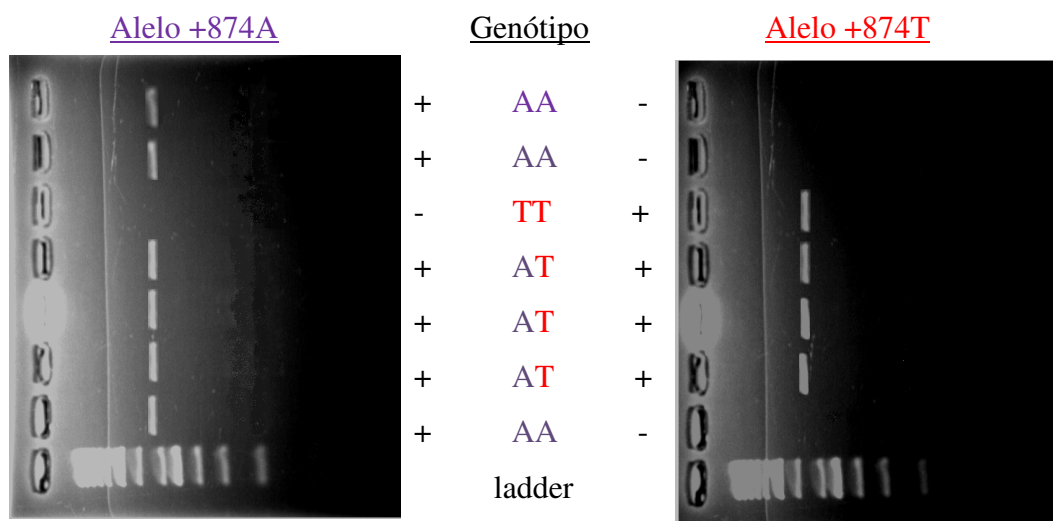 Alelo +874A Genótipo Alelo +874T
+ AA -
+ AA -
- TT +
+ AT +
+ AT +
+ AT +
+ AA -
ladder